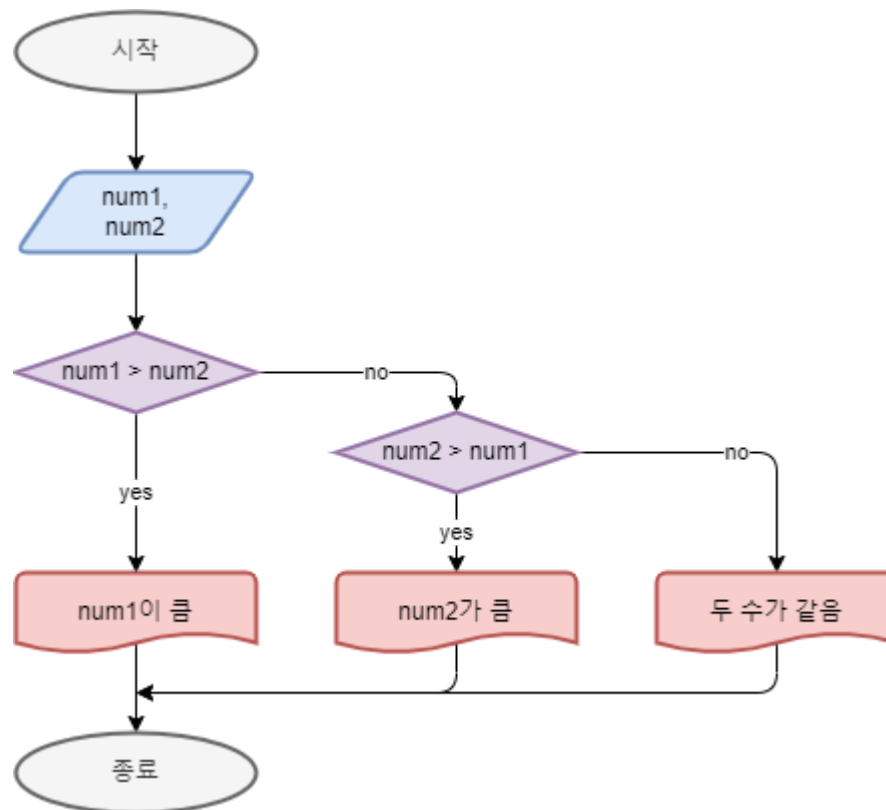 시작
num1,
num2
num1 > num2
no
num2 > num1
no
yes
yes
num1이 큼
num2가 큼
두 수가 같음
종료